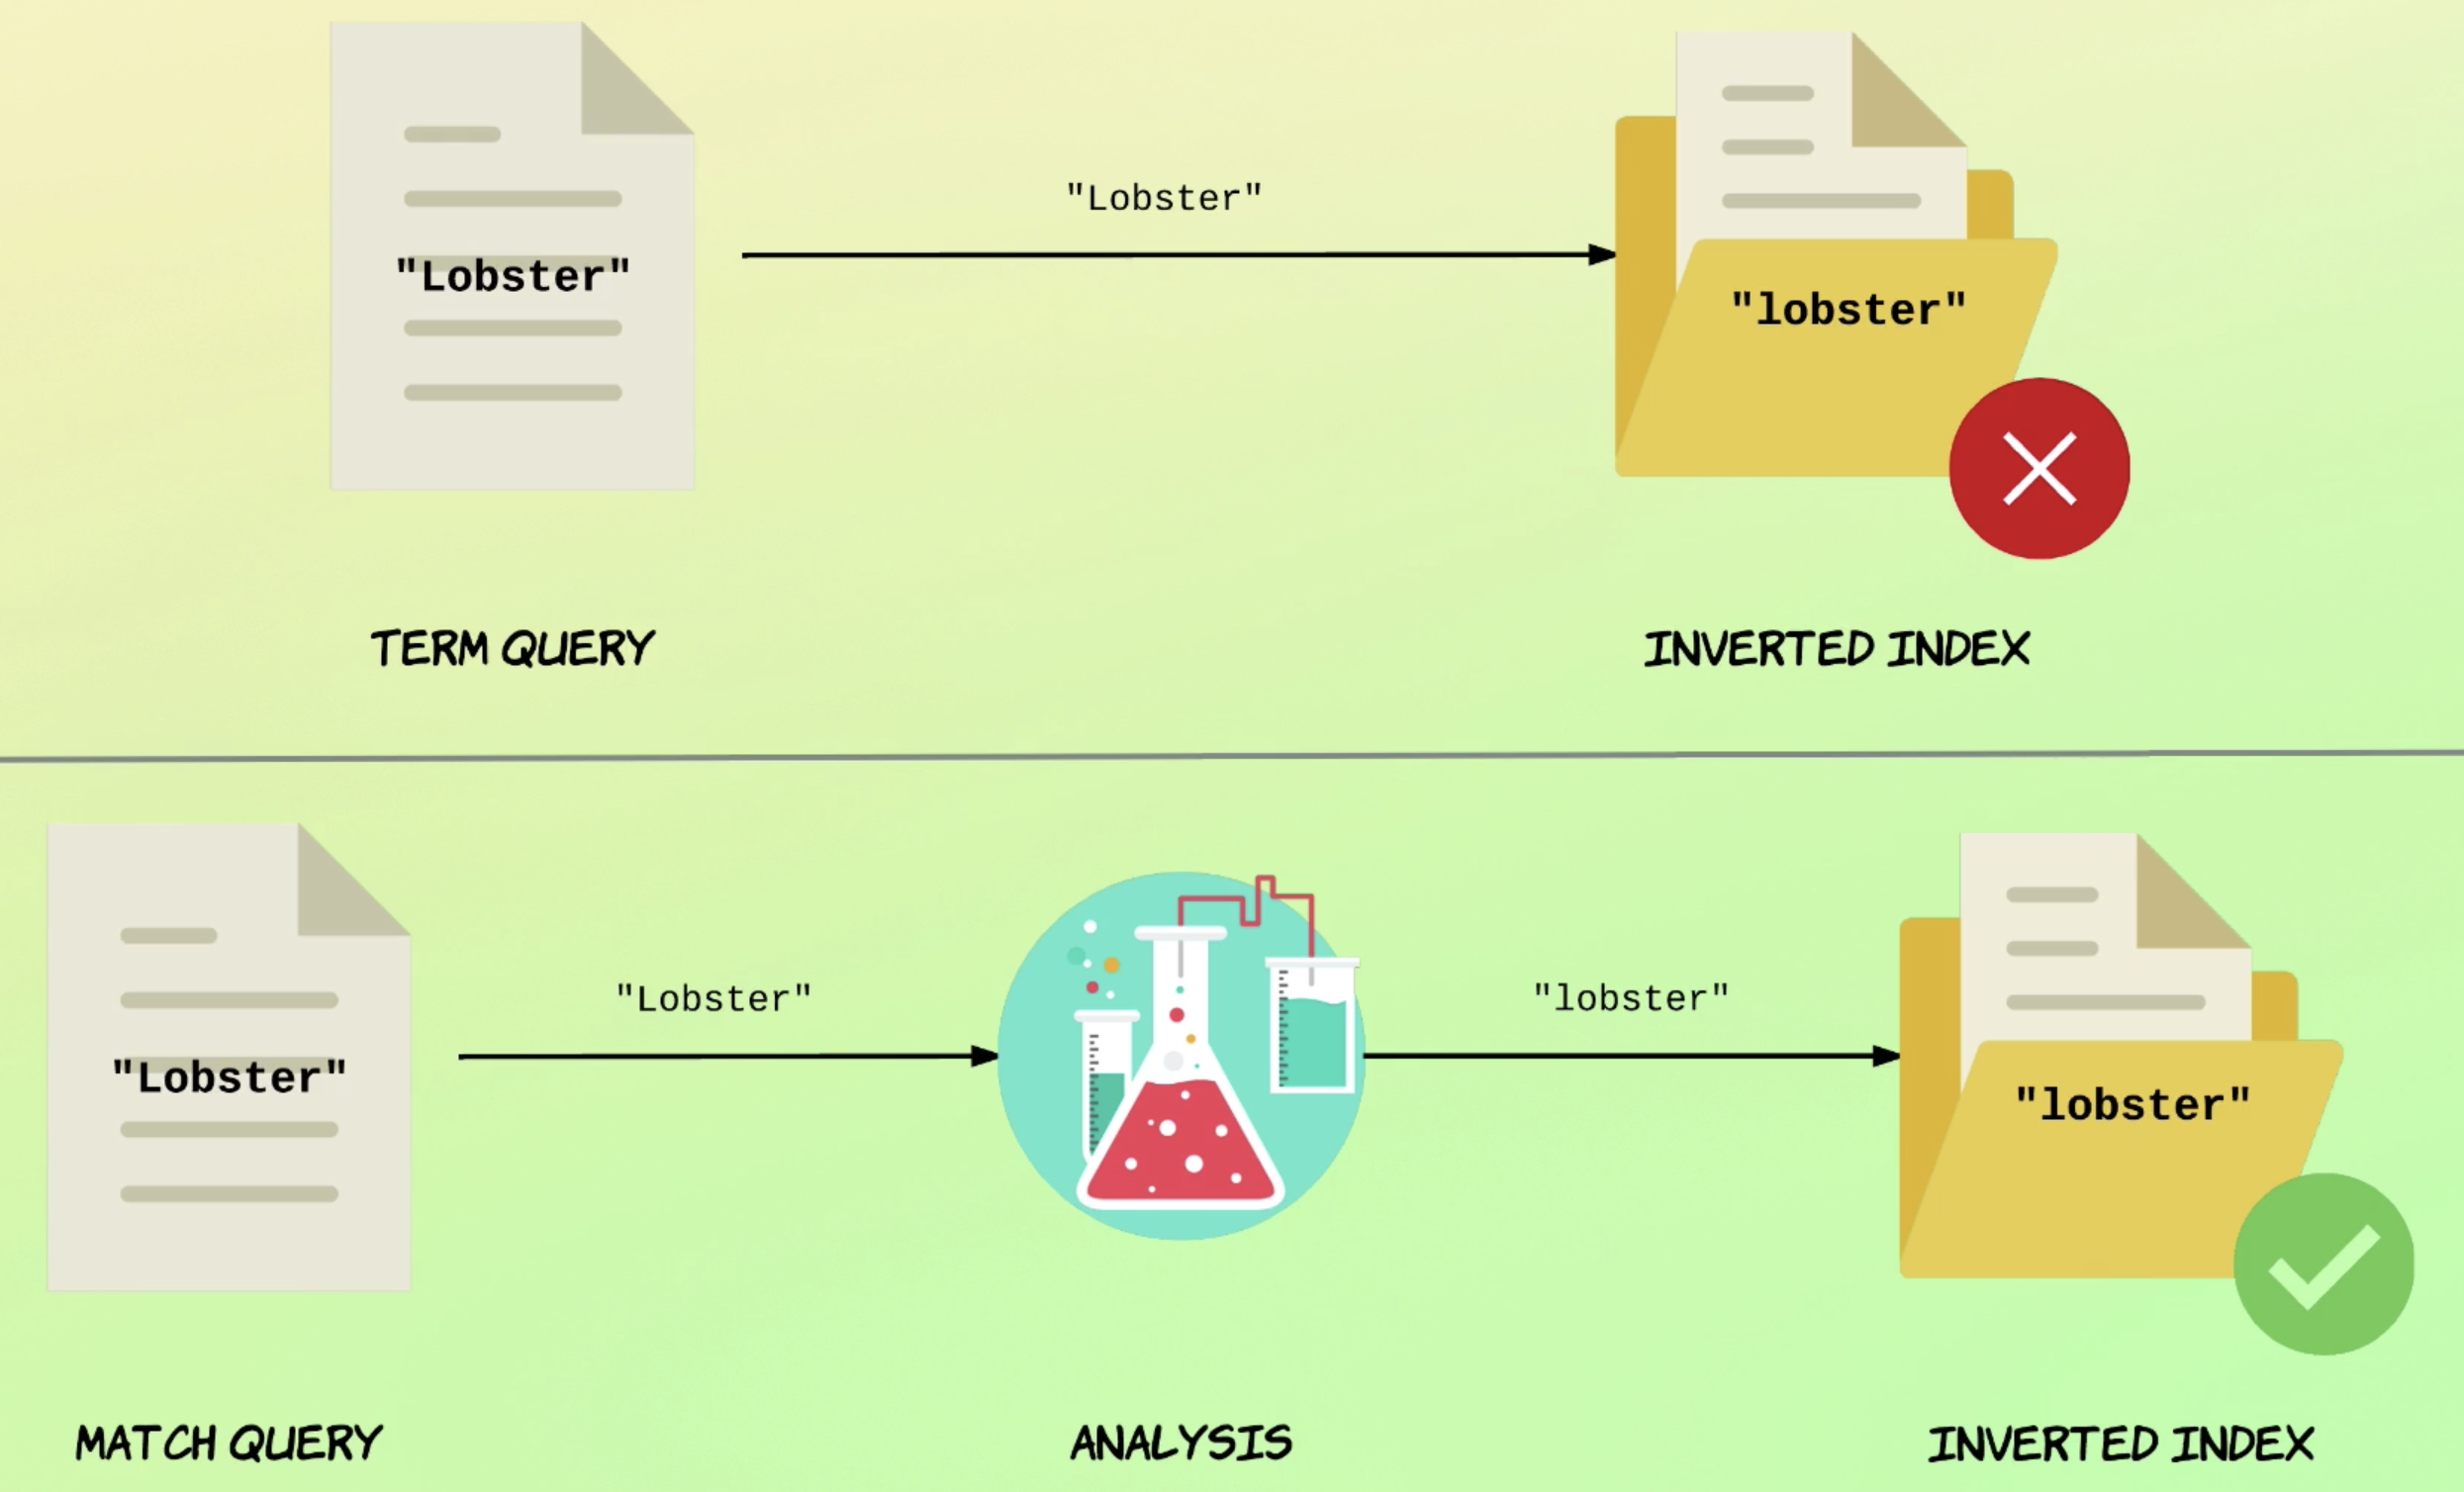 "Lobster"
"Lobster"
"lobster"
TERM QUERY
INVERTED INDEX
"Lobster"
"Lobster"
"lobster"
"lobster"
MATCH QUERY
ANALYSIS
INVERTED INDEX